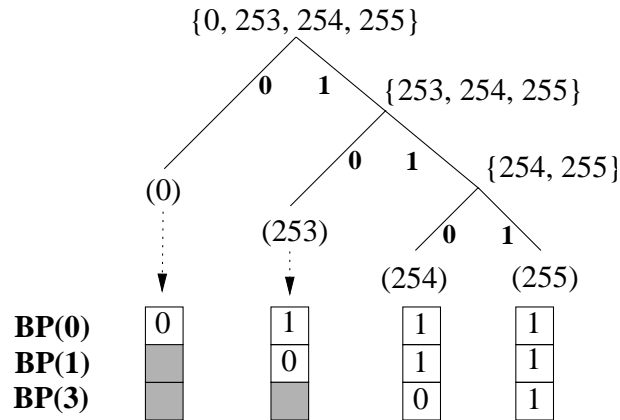 {0, 253, 254, 255}
0 1
{253, 254, 255}
0 1
{254, 255}
(0)
(253)
0 1
(254) (255)
BP(0) 0 1 1 1
BP(1) 0 1 1
BP(3) 0 1